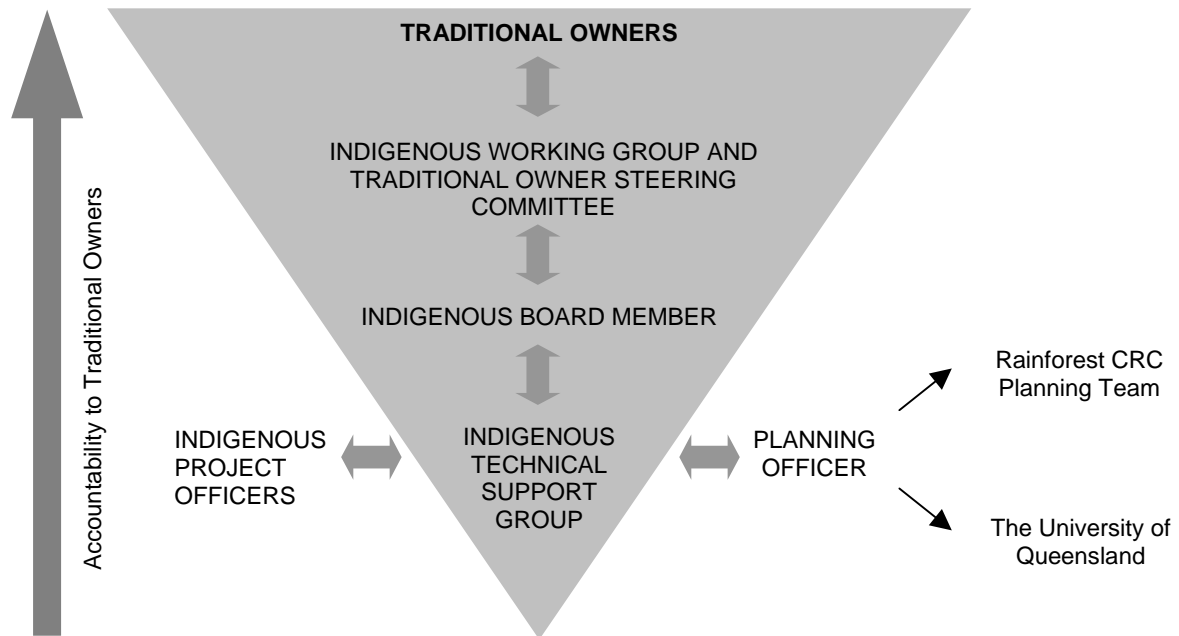 TRADITIONAL OWNERS
INDIGENOUS WORKING GROUP AND
TRADITIONAL OWNER STEERING
COMMITTEE
INDIGENOUS BOARD MEMBER
Accountability to Traditional Owners
INDIGENOUS
PROJECT
OFFICERS
INDIGENOUS
TECHNICAL
SUPPORT
GROUP
PLANNING
OFFICER
Rainforest CRC
Planning Team
The University of
Queensland